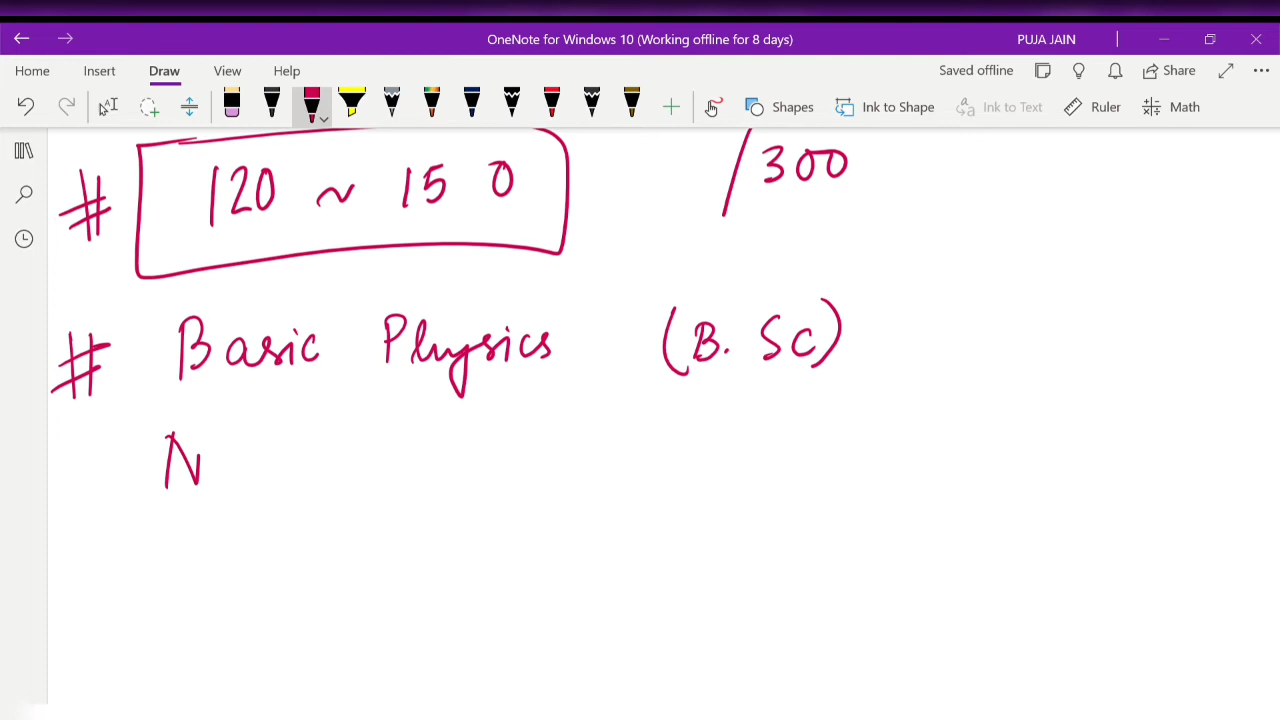 OneNote for Windows 10 (Working offline for 8 days)
PUJA JAIN
Home Insert Draw View Help
Saved offline Share
Shapes Ink to Shape Ink to Text Ruler Math
# 120 ~ 150 /300
# Basic Physics (B. Sc)
N